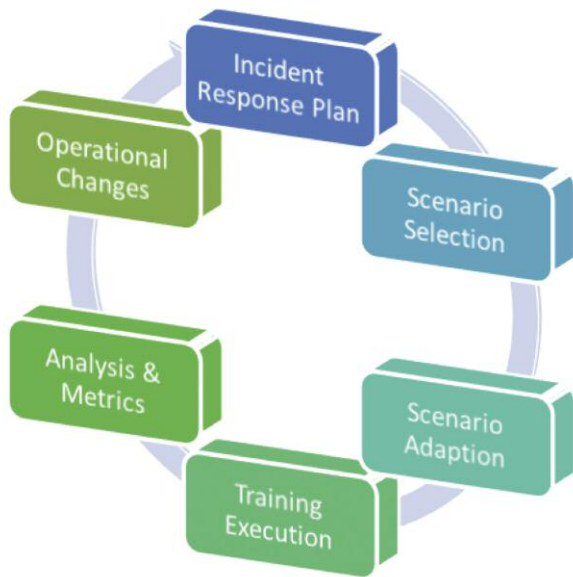 Incident
Response Plan
Scenario
Selection
Scenario
Adaption
Training
Execution
Analysis &
Metrics
Operational
Changes